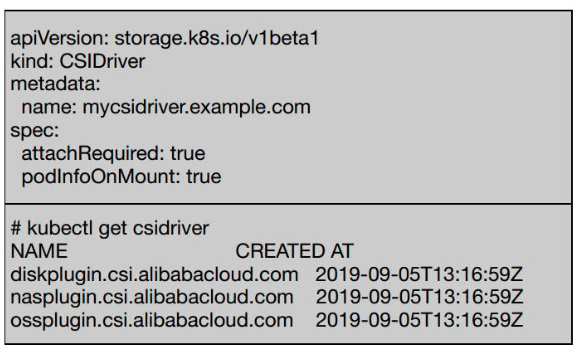 apiVersion: storage.k8s.io/v1beta1
kind: CSIDriver
metadata:
  name: mycsidriver.example.com
spec:
  attachRequired: true
  podInfoOnMount: true
# kubectl get csidriver
NAME                              CREATED AT
diskplugin.csi.alibabacloud.com   2019-09-05T13:16:59Z
nasplugin.csi.alibabacloud.com    2019-09-05T13:16:59Z
ossplugin.csi.alibabacloud.com    2019-09-05T13:16:59Z